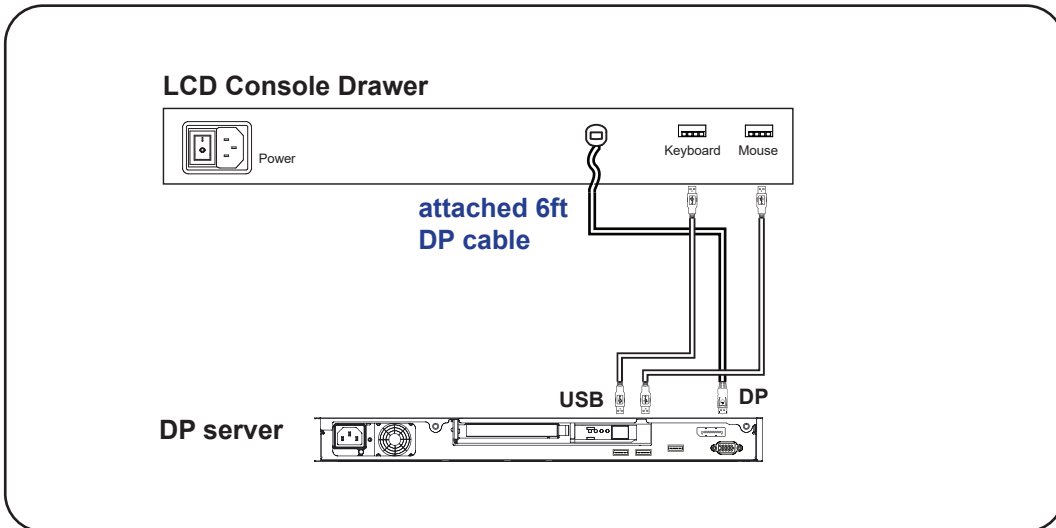 LCD Console Drawer
Power
Keyboard
Mouse
attached 6ft
DP cable
USB
DP
DP server